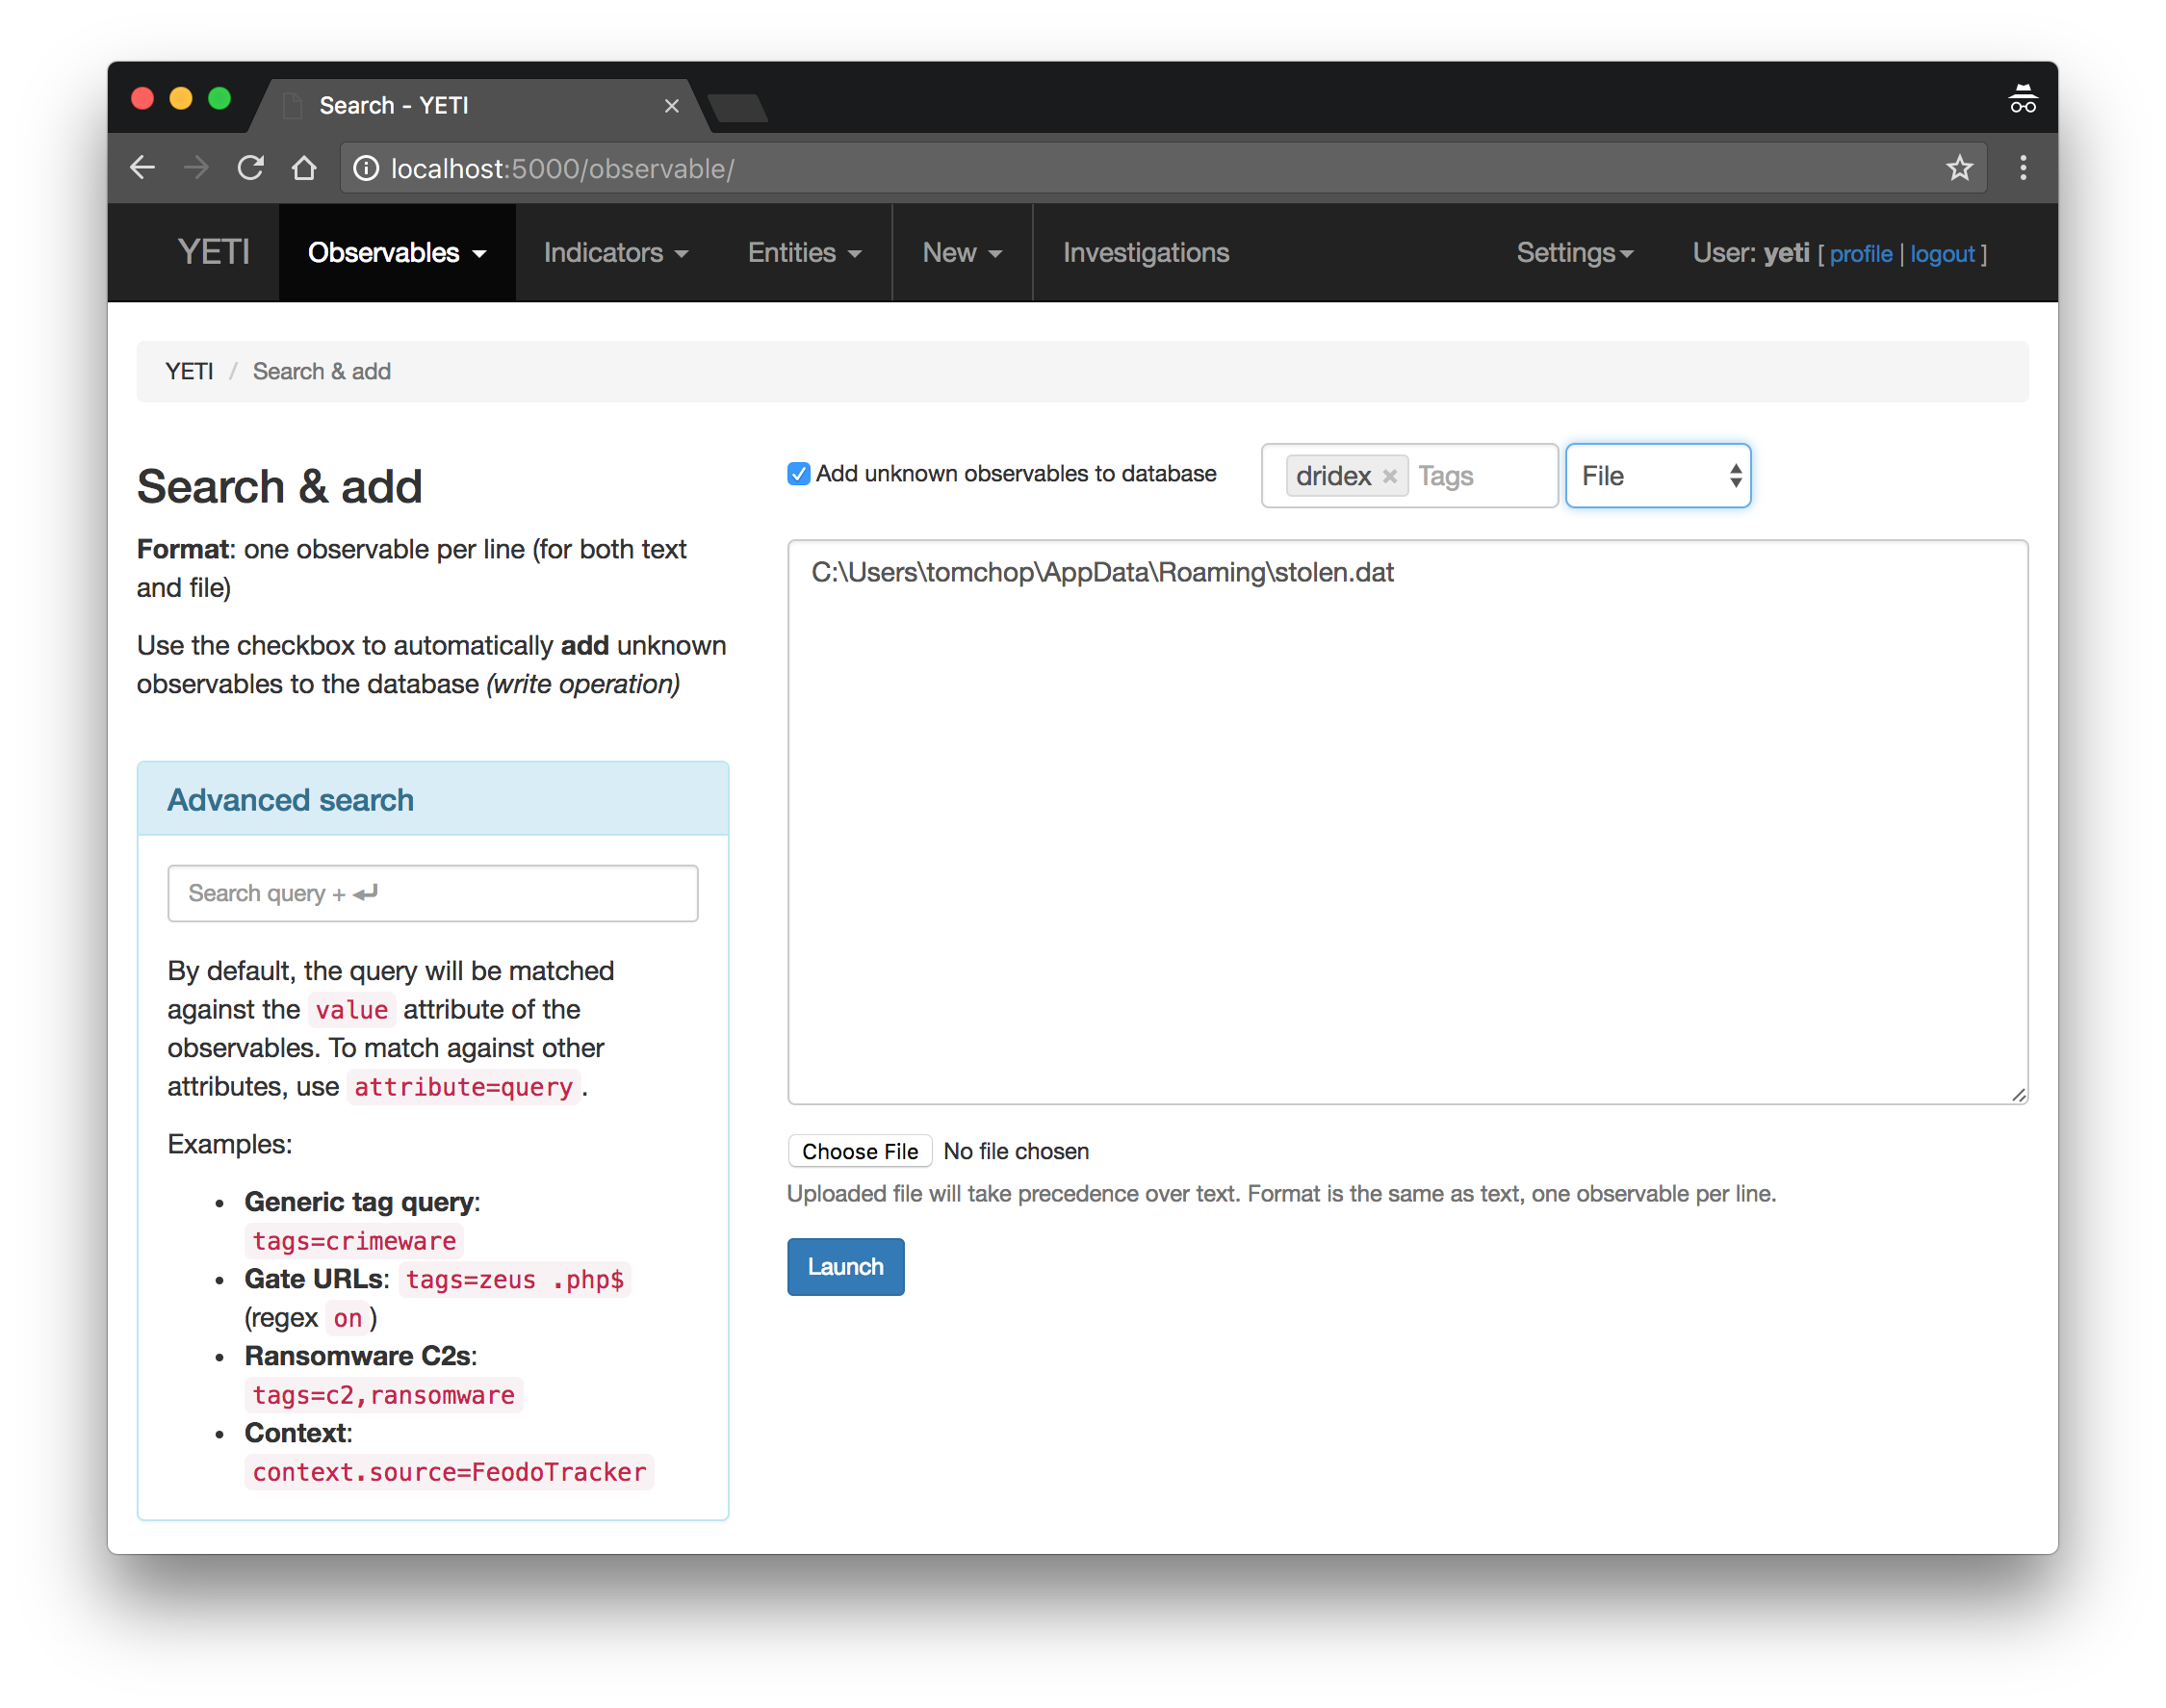 Search - YETI
localhost:5000/observable/
YETI Observables Indicators Entities New Investigations Settings User: yeti [ profile | logout ]
YETI / Search & add
Search & add
Format: one observable per line (for both text
and file)
Use the checkbox to automatically add unknown
observables to the database (write operation)
Advanced search
Search query +
By default, the query will be matched
against the value attribute of the
observables. To match against other
attributes, use attribute=query.
Examples:
• Generic tag query:
tags=crimeware
• Gate URLs: tags=zeus .php$
(regex on)
• Ransomware C2s:
tags=c2,ransomware
• Context:
context.source=FeodoTracker
Add unknown observables to database dridex × Tags File
C:\Users\tomchop\AppData\Roaming\stolen.dat
Choose File No file chosen
Uploaded file will take precedence over text. Format is the same as text, one observable per line.
Launch